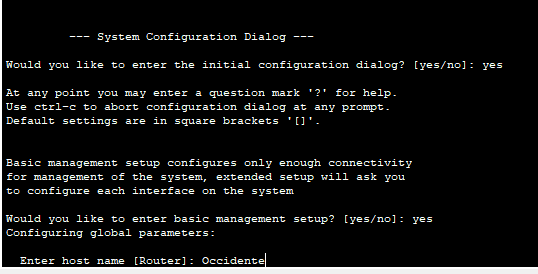 --- System Configuration Dialog ---
Would you like to enter the initial configuration dialog? [yes/no]: yes
At any point you may enter a question mark '?' for help.
Use ctrl-c to abort configuration dialog at any prompt.
Default settings are in square brackets '[]'.
Basic management setup configures only enough connectivity
for management of the system, extended setup will ask you
to configure each interface on the system
Would you like to enter basic management setup? [yes/no]: yes
Configuring global parameters:
Enter host name [Router]: Occidente